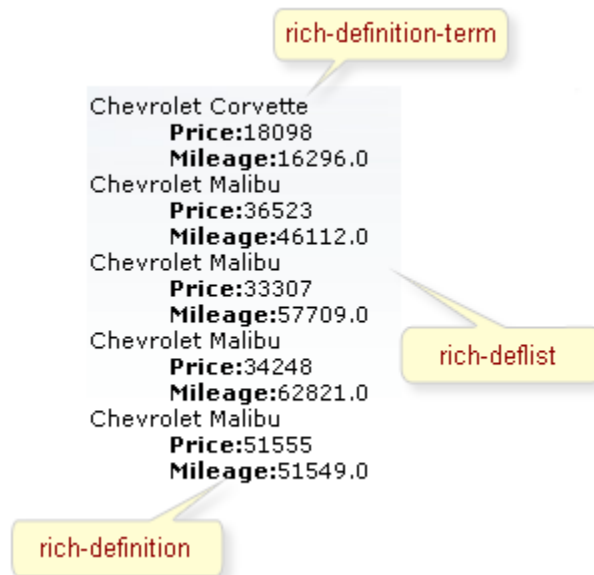 rich-definition-term
Chevrolet Corvette
Price:18098
Mileage:16296.0
Chevrolet Malibu
Price:36523
Mileage:46112.0
Chevrolet Malibu
Price:33307
Mileage:57709.0
Chevrolet Malibu
Price:34248
Mileage:62821.0
rich-deflist
Chevrolet Malibu
Price:51555
Mileage:51549.0
rich-definition